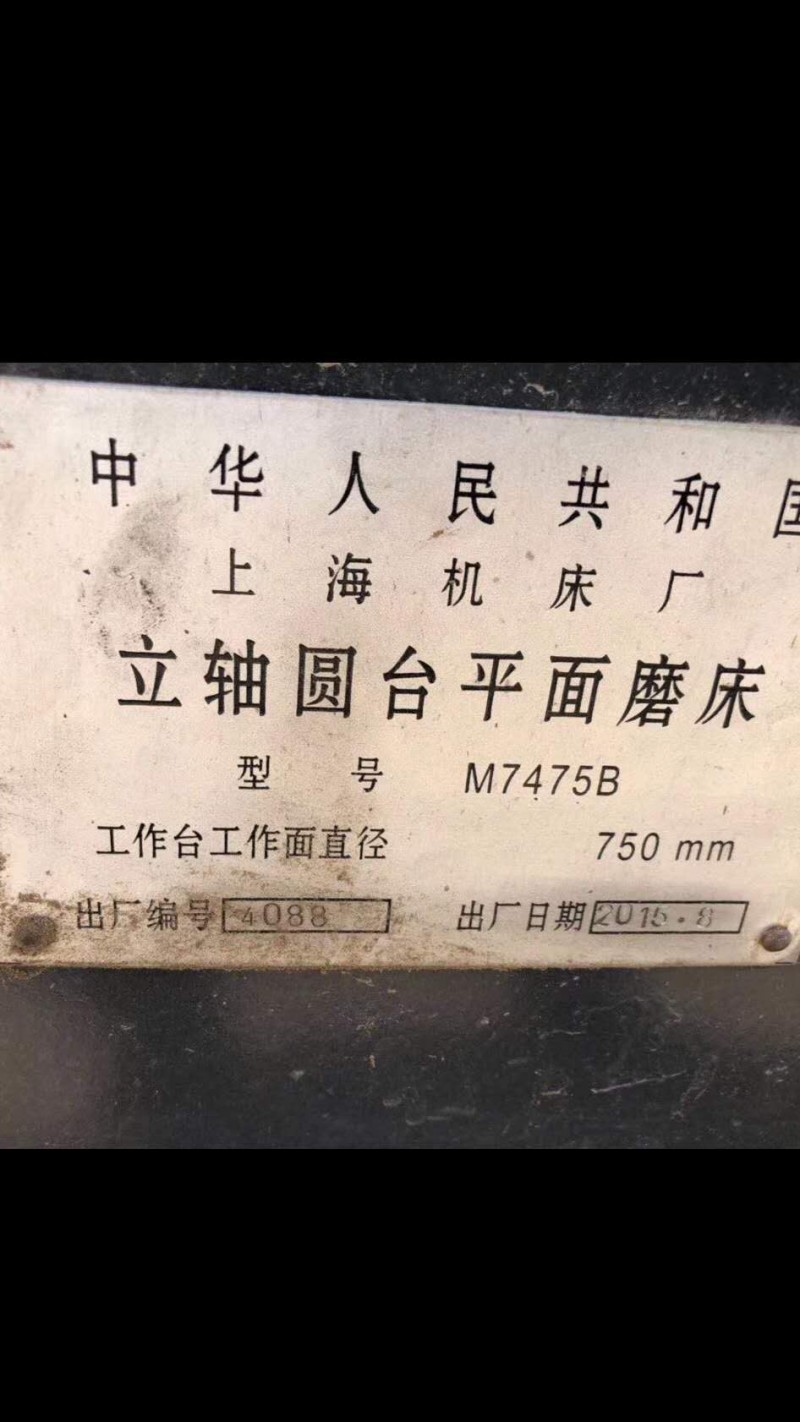 中华人民共和国
上海机床厂
立轴圆台平面磨床
型号 M7475B
工作台工作面直径 750 mm
出厂编号 4088 出厂日期 2015.8